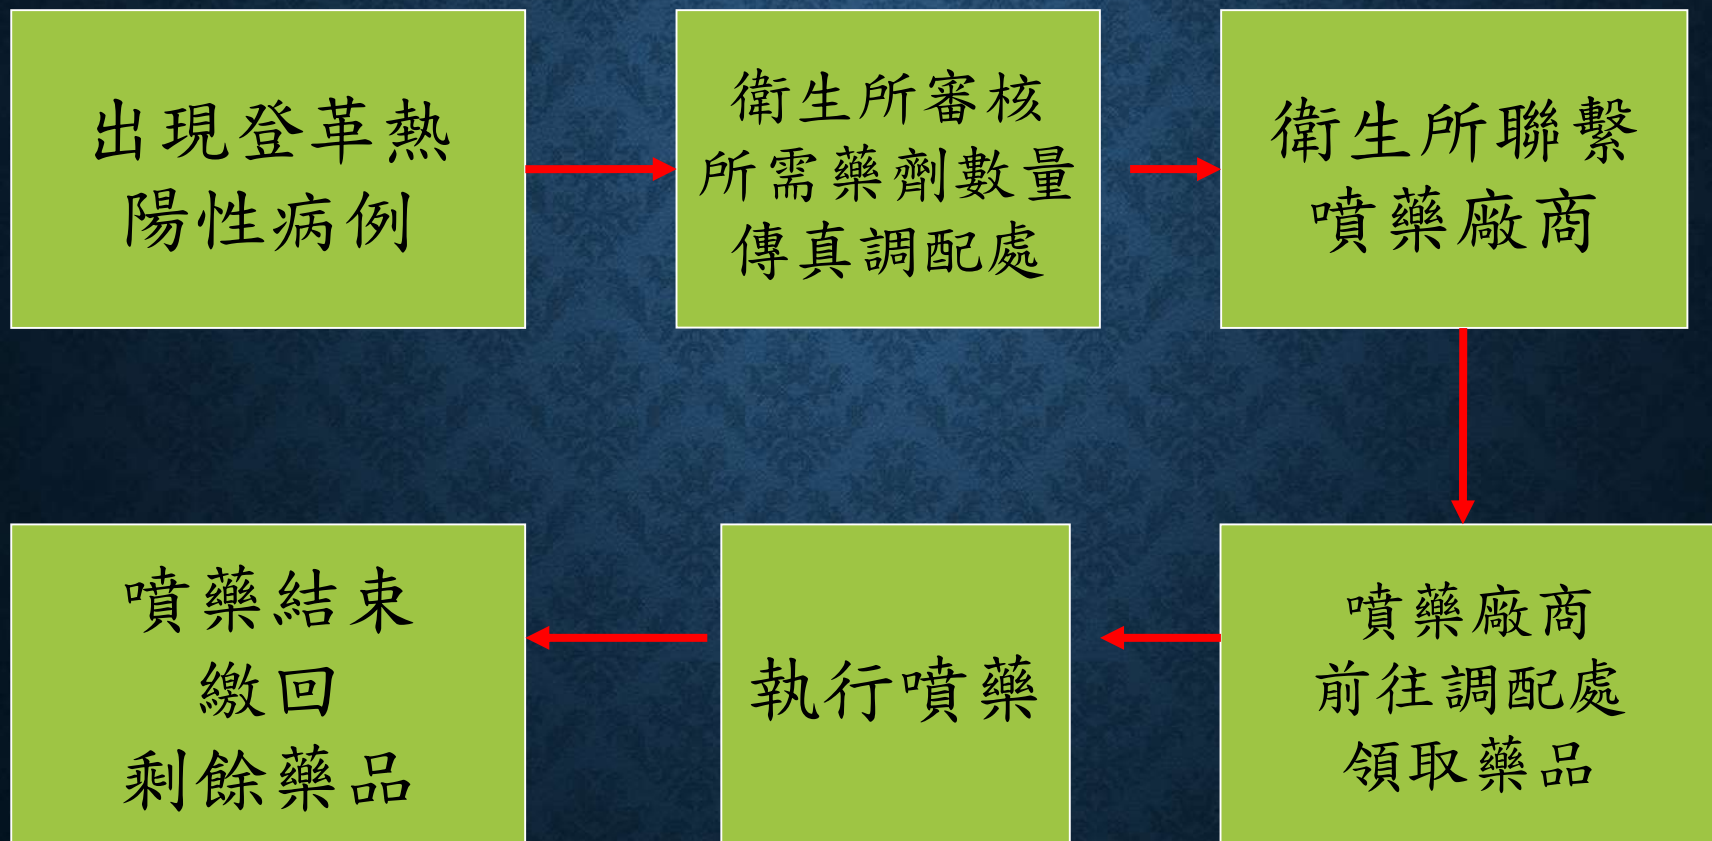 出現登革熱
陽性病例
衛生所審核
所需藥劑數量
傳真調配處
衛生所聯繫
噴藥廠商
噴藥廠商
前往調配處
領取藥品
執行噴藥
噴藥結束
繳回
剩餘藥品